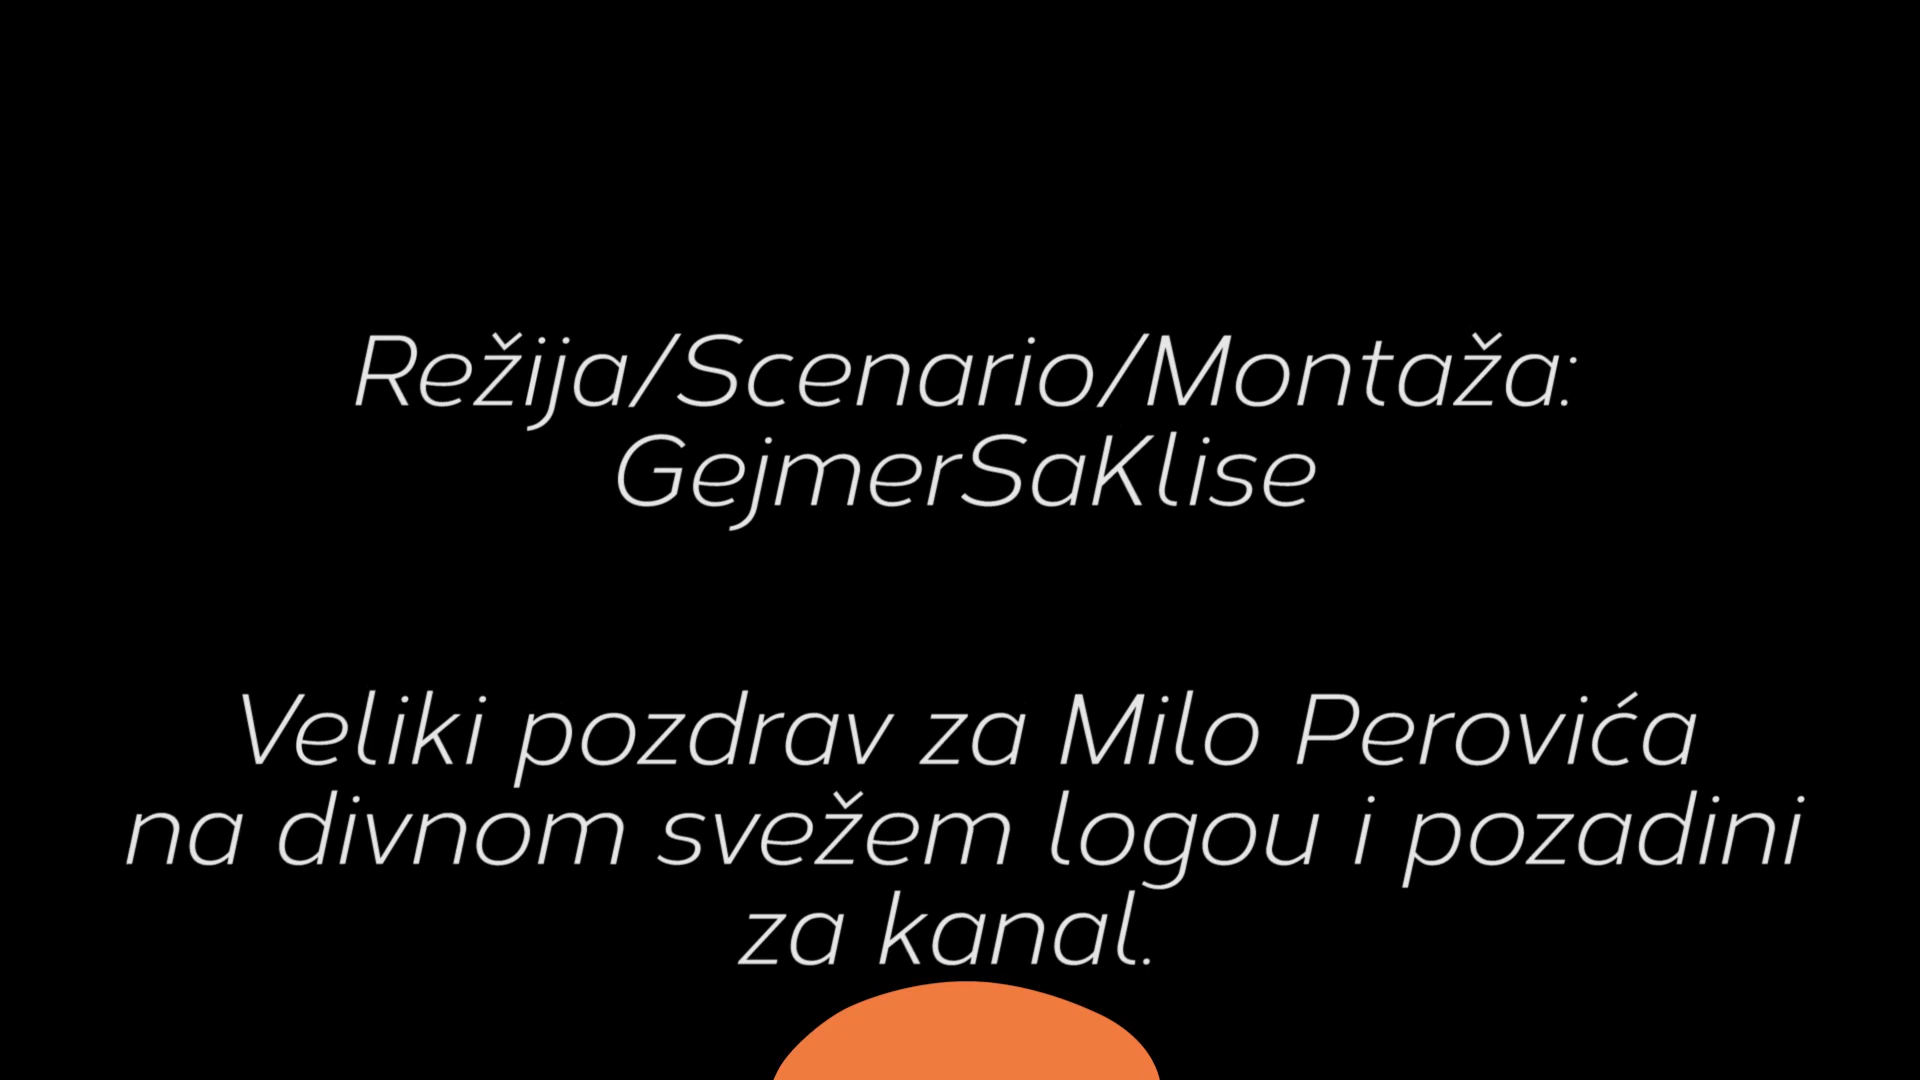 Režija/Scenario/Montaža:
GejmerSaKlise
Veliki pozdrav za Milo Perovića
na divnom svežem logou i pozadini
za kanal.